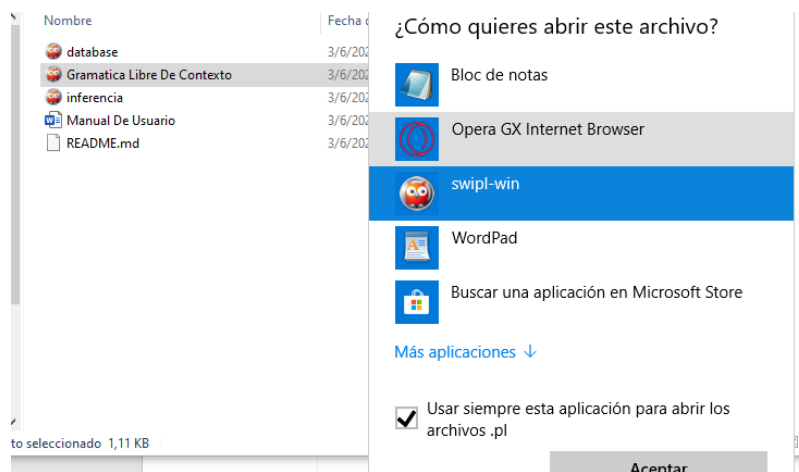 Nombre
Fecha
database
3/6/202
Gramatica Libre De Contexto
3/6/202
inferencia
3/6/202
Manual De Usuario
3/6/202
README.md
3/6/202
to seleccionado 1,11 KB
¿Cómo quieres abrir este archivo?
Bloc de notas
Opera GX Internet Browser
swipl-win
WordPad
Buscar una aplicación en Microsoft Store
Más aplicaciones
Usar siempre esta aplicación para abrir los
archivos .pl
Aceptar